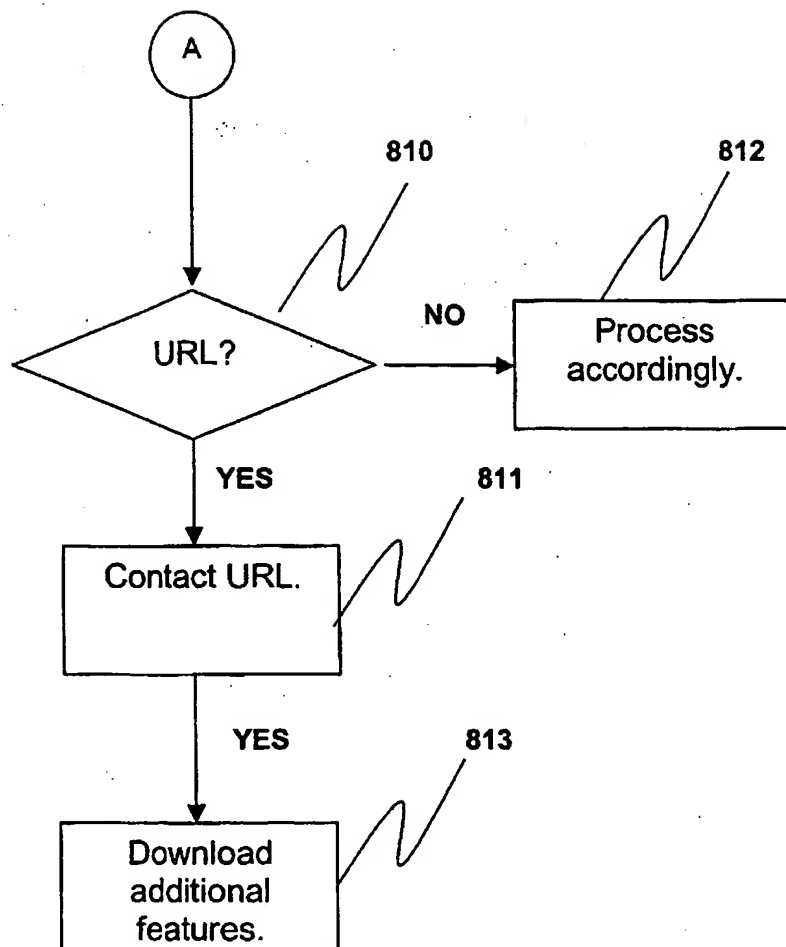 A
810
812
URL?
NO
Process
accordingly.
YES
811
Contact URL.
YES
813
Download
additional
features.